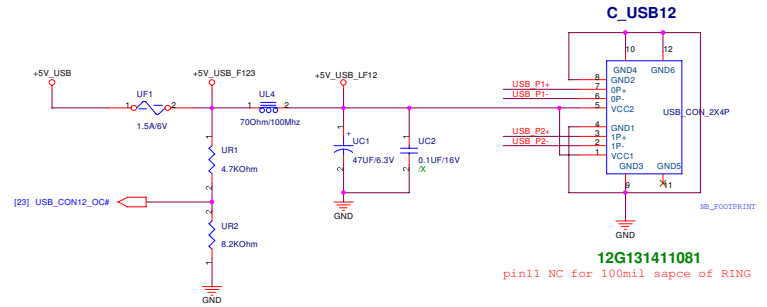 C_USB12
+5V_USB
+5V_USB_F123
+5V_USB_LF12
UF1
1 2
1.5A/6V
UL4
1 2
70Ohm/100Mhz
1
UR1
4.7KOhm
2
[23] USB_CON12_OC#
2
UR2
8.2KOhm
1
GND
1
+
UC1
47UF/6.3V
2
1
UC2
0.1UF/16V
/X
2
GND
10 12
GND4 GND6
8 GND2
USB_P1+ 7 0P+
USB_P1- 6 0P-
5 VCC2
USB_CON_2X4P
4 GND1
USB_P2+ 3 1P+
USB_P2- 2 1P-
1 VCC1
GND3 GND5
9 11
GND
NB_FOOTPRINT
12G131411081
pin11 NC for 100mil sapce of RING